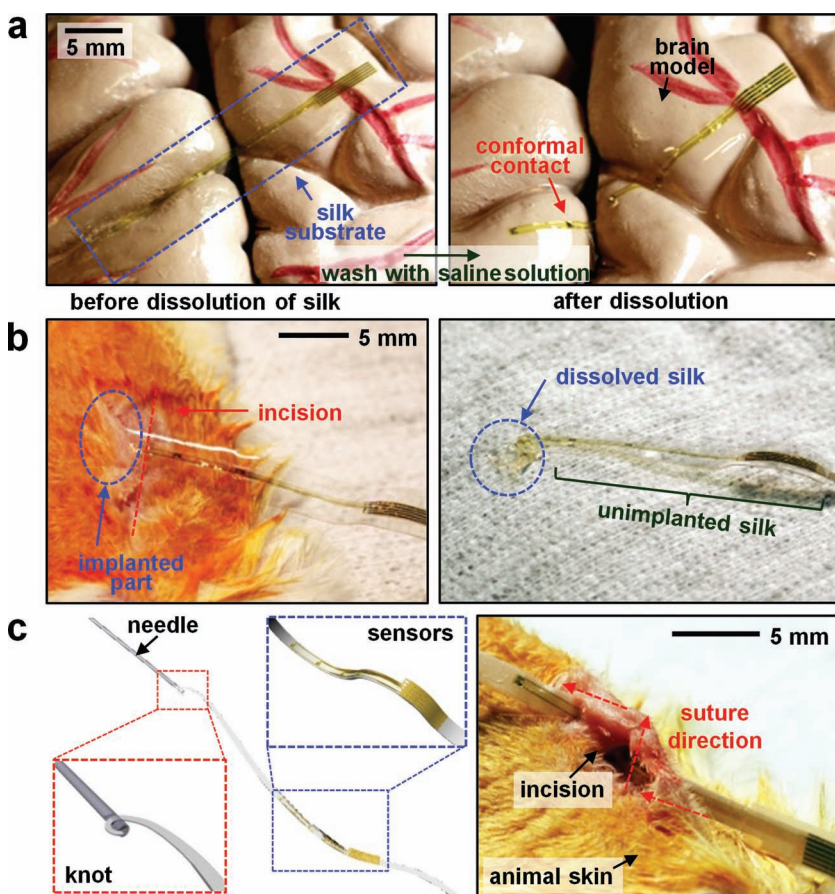 a
5 mm
brain
model
conformal
contact
silk
substrate
wash with saline solution
before dissolution of silk
after dissolution
b
5 mm
incision
implanted
part
dissolved silk
unimplanted silk
c
needle
sensors
knot
5 mm
suture
direction
incision
animal skin